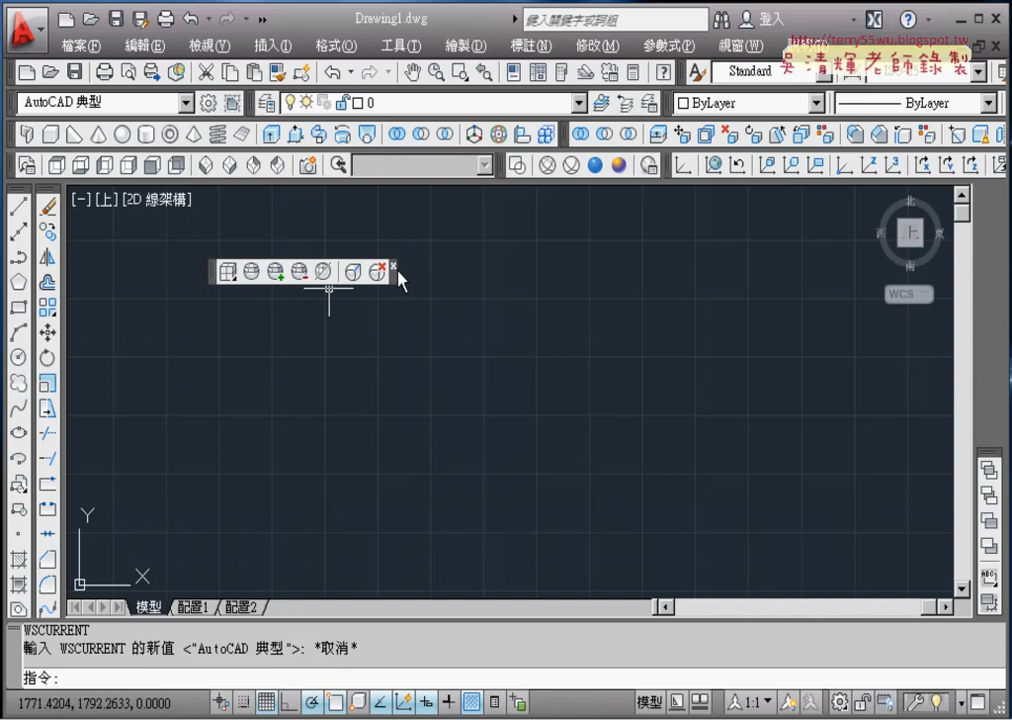 Drawing1.dwg
鍵入關鍵字或詞組
登入
檔案(F) 編輯(E) 檢視(V) 插入(I) 格式(O) 工具(T) 繪製(D) 標註(N) 修改(M) 參數式(P) 視窗(W)
http://terry55wu.blogspot.tw
吳清輝老師錄製
Standard
AutoCAD 典型
0
ByLayer
ByLayer
[−] [上] [2D 線架構]
北
上
東
南
WCS
Y
X
模型 配置1 配置2
WSCURRENT
輸入 WSCURRENT 的新值 <"AutoCAD 典型">: *取消*
指令:
1771.4204, 1792.2633, 0.0000
模型
1:1